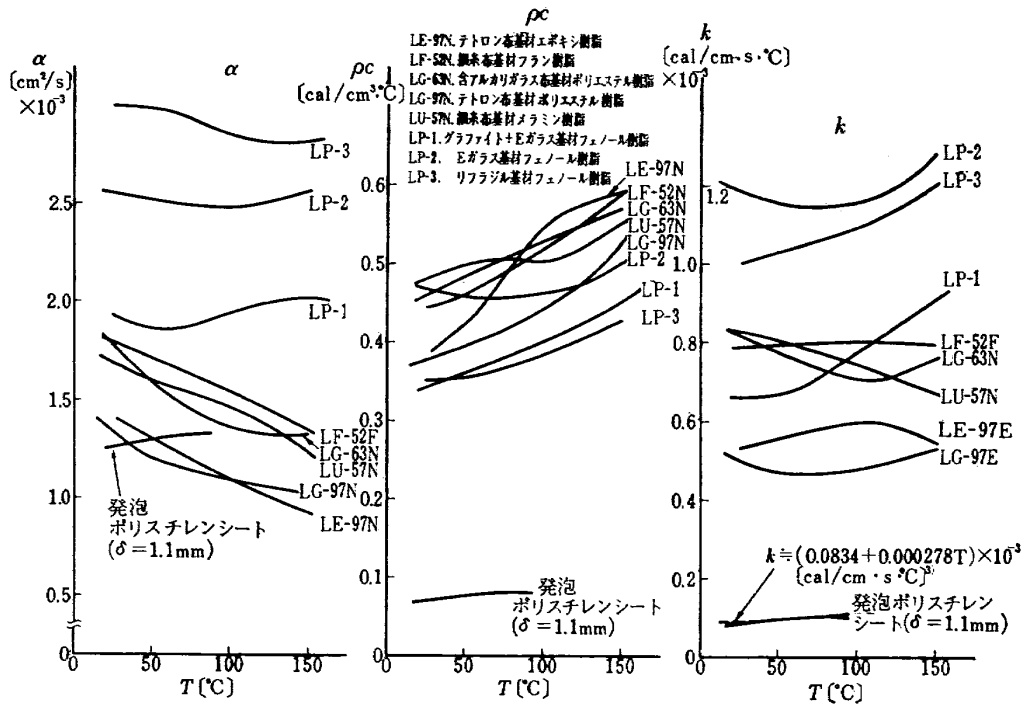 α
[cm²/s]
×10⁻³
α
LP-3
2.5
LP-2
2.0
LP-1
1.5
LF-52F
LG-63N
LU-57N
1.0
LG-97N
LE-97N
発泡
ポリスチレンシート
(δ=1.1mm)
0.5
0
0
50
100
150
T [℃]
ρc
ρc
[cal/cm³·℃]
LE-97N. テトロン布基材エポキシ樹脂
LF-52N. 綿糸布基材フラン樹脂
LG-63N. 含アルカリガラス布基材ポリエステル樹脂
LG-97N. テトロン布基材ポリエステル樹脂
LU-57N. 綿糸布基材メラミン樹脂
LP-1. グラファイト+Eガラス基材フェノール樹脂
LP-2. Eガラス基材フェノール樹脂
LP-3. リフラジル基材フェノール樹脂
0.6
LE-97N
LF-52N
LG-63N
LU-57N
LG-97N
0.5
LP-2
LP-1
LP-3
0.4
0.3
0.2
0.1
発泡
ポリスチレンシート
(δ=1.1mm)
0
0
50
100
150
T [℃]
k
[cal/cm·s·℃]
×10⁻³
k
LP-2
LP-3
1.2
1.0
LP-1
0.8
LF-52F
LG-63N
LU-57N
0.6
LE-97E
LG-97E
0.4
k≒(0.0834+0.000278T)×10⁻³
[cal/cm·s·℃]³⁾
0.2
発泡ポリスチレン
シート(δ=1.1mm)
0
0
50
100
150
T [℃]